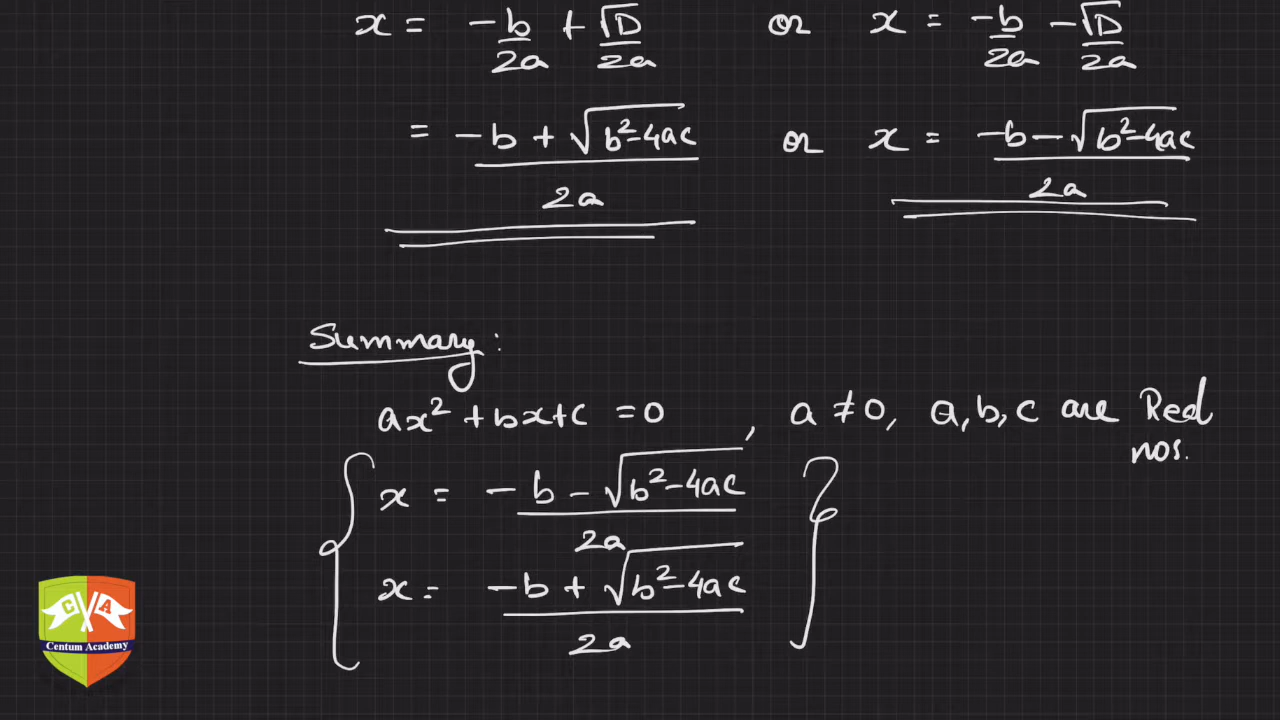 x = -b/2a + √D/2a or x = -b/2a - √D/2a
= (-b + √(b²-4ac))/2a or x = (-b - √(b²-4ac))/2a
Summary:
ax² + bx + c = 0, a ≠ 0, a, b, c are Real
nos.
x = (-b - √(b²-4ac))/2a
x = (-b + √(b²-4ac))/2a
C A
Centum Academy